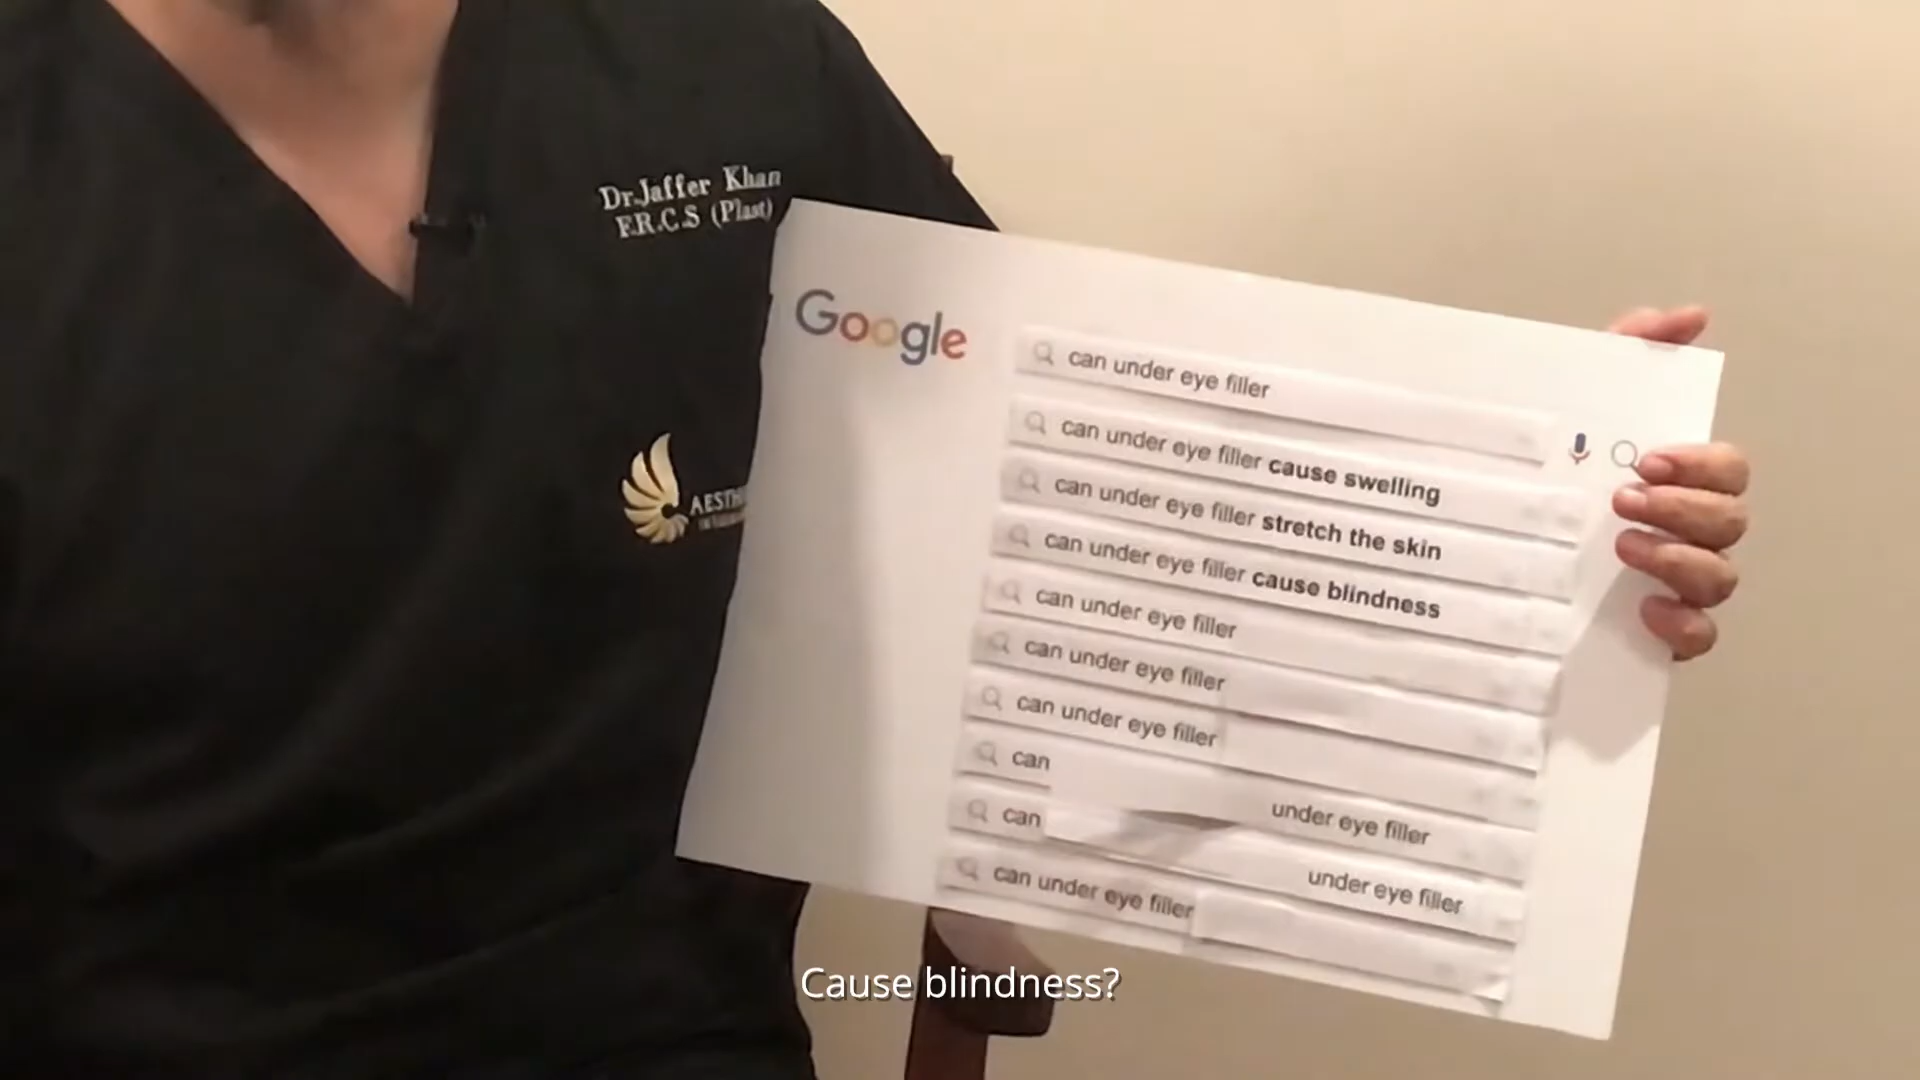 Dr.Jaffer Khan
F.R.C.S (Plast)
Google
can under eye filler
can under eye filler cause swelling
can under eye filler stretch the skin
can under eye filler cause blindness
can under eye filler
can under eye filler
can under eye filler
can under eye filler
can under eye filler
can under eye filler
Cause blindness?